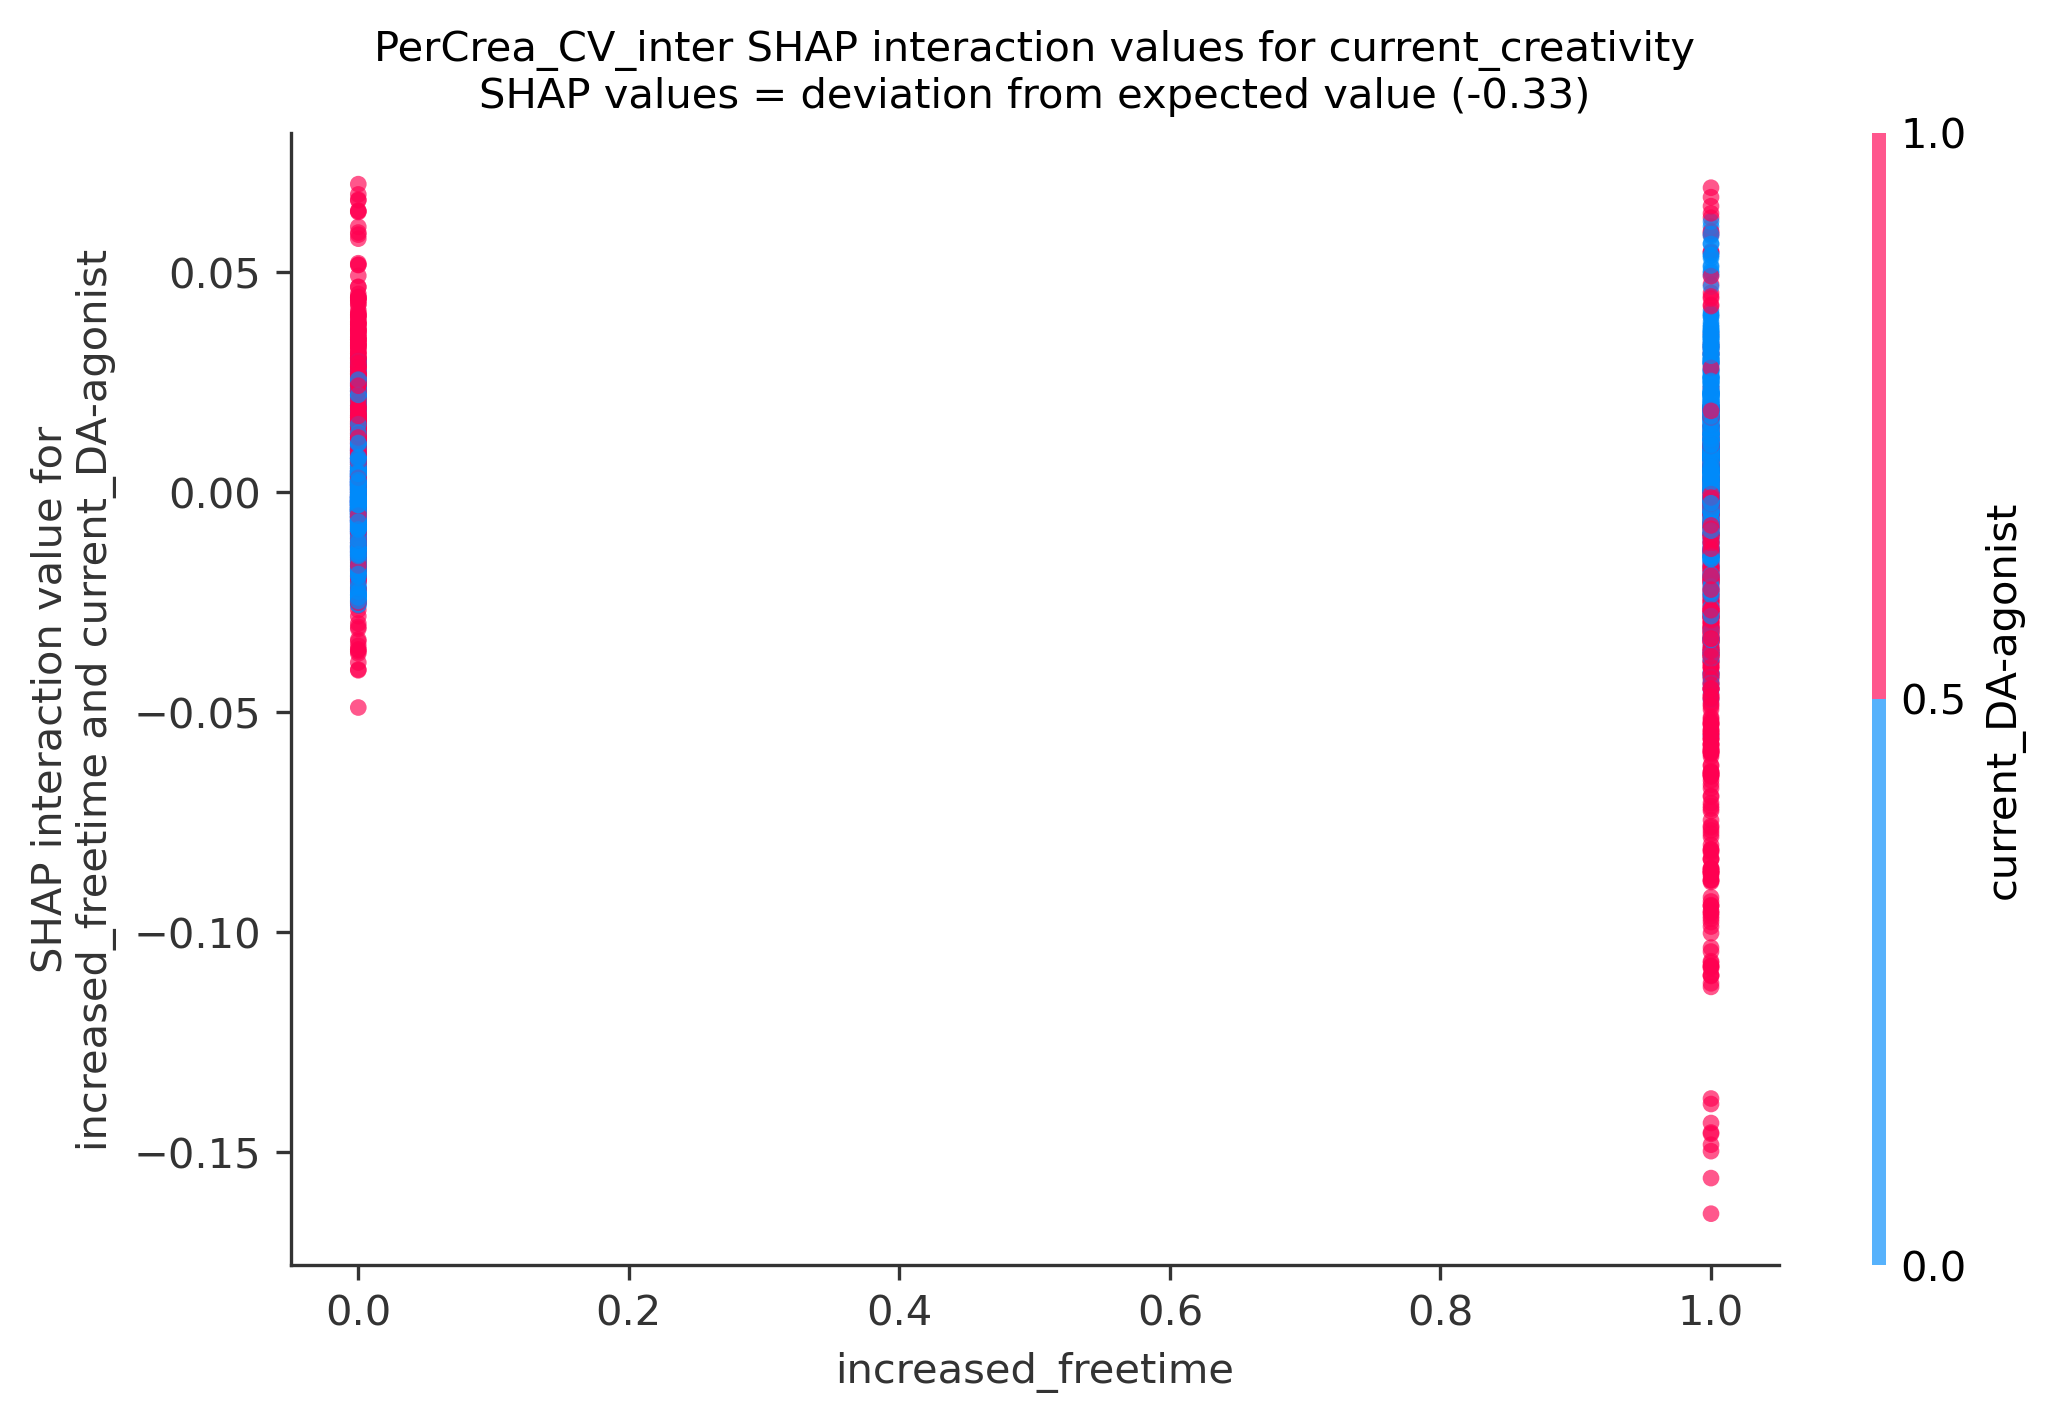 PerCrea_CV_inter SHAP interaction values for current_creativity
SHAP values = deviation from expected value (-0.33)
SHAP interaction value for
increased_freetime and current_DA-agonist
0.05
0.00
−0.05
−0.10
−0.15
0.0
0.2
0.4
0.6
0.8
1.0
increased_freetime
1.0
0.5
0.0
current_DA-agonist